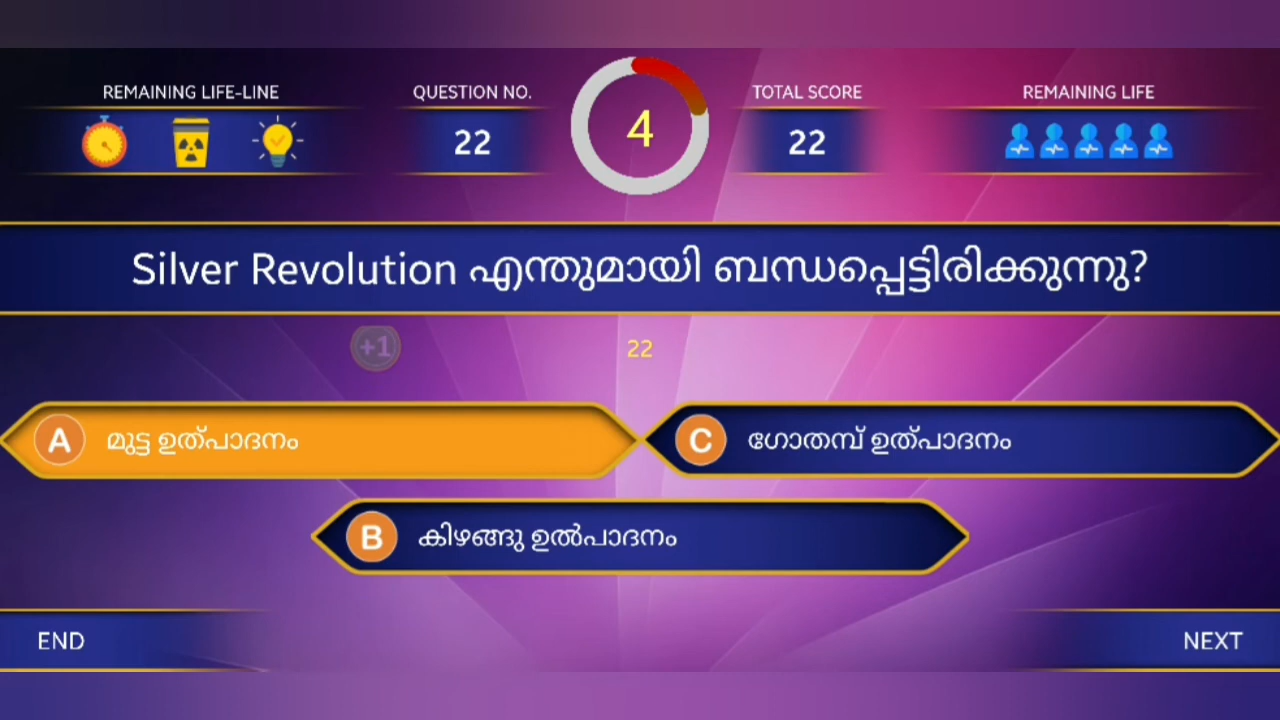 REMAINING LIFE-LINE
QUESTION NO.
22
4
TOTAL SCORE
22
REMAINING LIFE
Silver Revolution എന്തുമായി ബന്ധപ്പെട്ടിരിക്കുന്നു?
+1
22
A മുട്ട ഉത്പാദനം
C ഗോതമ്പ് ഉത്പാദനം
B കിഴങ്ങു ഉൽപാദനം
END
NEXT